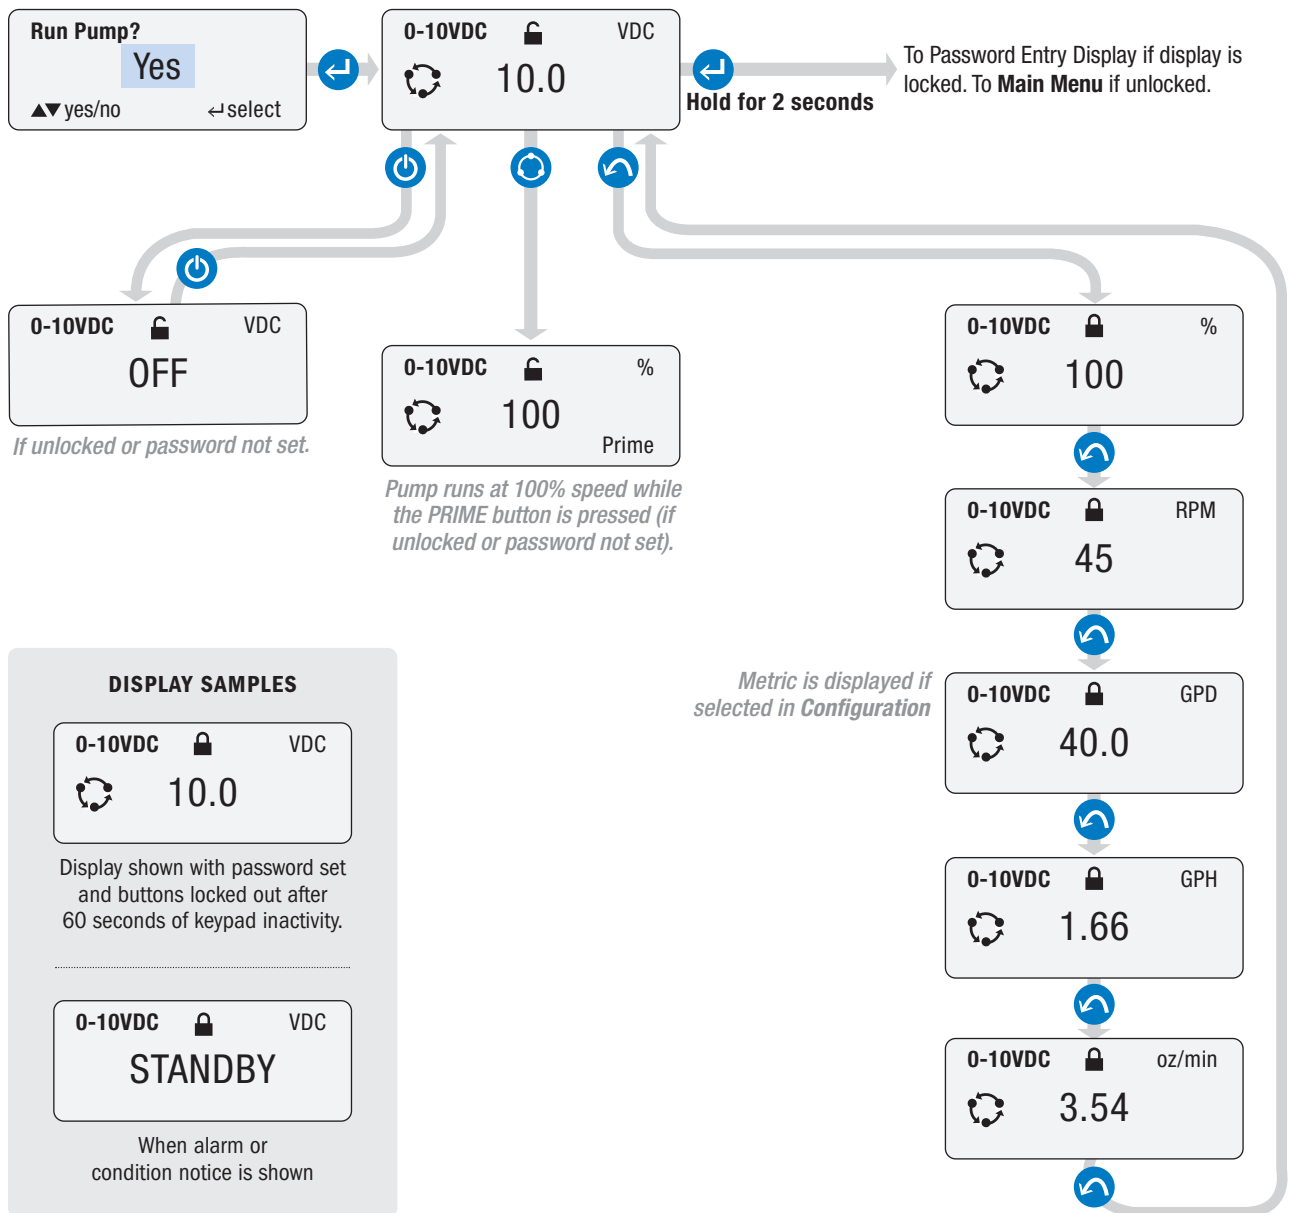 Run Pump?
Yes
▲▼ yes/no ↵ select
0-10VDC VDC
10.0
Hold for 2 seconds
To Password Entry Display if display is
locked. To Main Menu if unlocked.
0-10VDC VDC
OFF
If unlocked or password not set.
0-10VDC %
100
Prime
Pump runs at 100% speed while
the PRIME button is pressed (if
unlocked or password not set).
0-10VDC %
100
0-10VDC RPM
45
Metric is displayed if
selected in Configuration
0-10VDC GPD
40.0
0-10VDC GPH
1.66
0-10VDC oz/min
3.54
DISPLAY SAMPLES
0-10VDC VDC
10.0
Display shown with password set
and buttons locked out after
60 seconds of keypad inactivity.
0-10VDC VDC
STANDBY
When alarm or
condition notice is shown